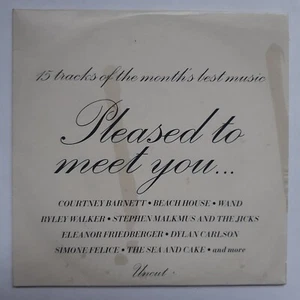 15 tracks of the month's best music
Pleased to
meet you...
COURTNEY BARNETT • BEACH HOUSE • WAND
RYLEY WALKER • STEPHEN MALKMUS AND THE JICKS
ELEANOR FRIEDBERGER • DYLAN CARLSON
SIMONE FELICE • THE SEA AND CAKE • and more
Uncut